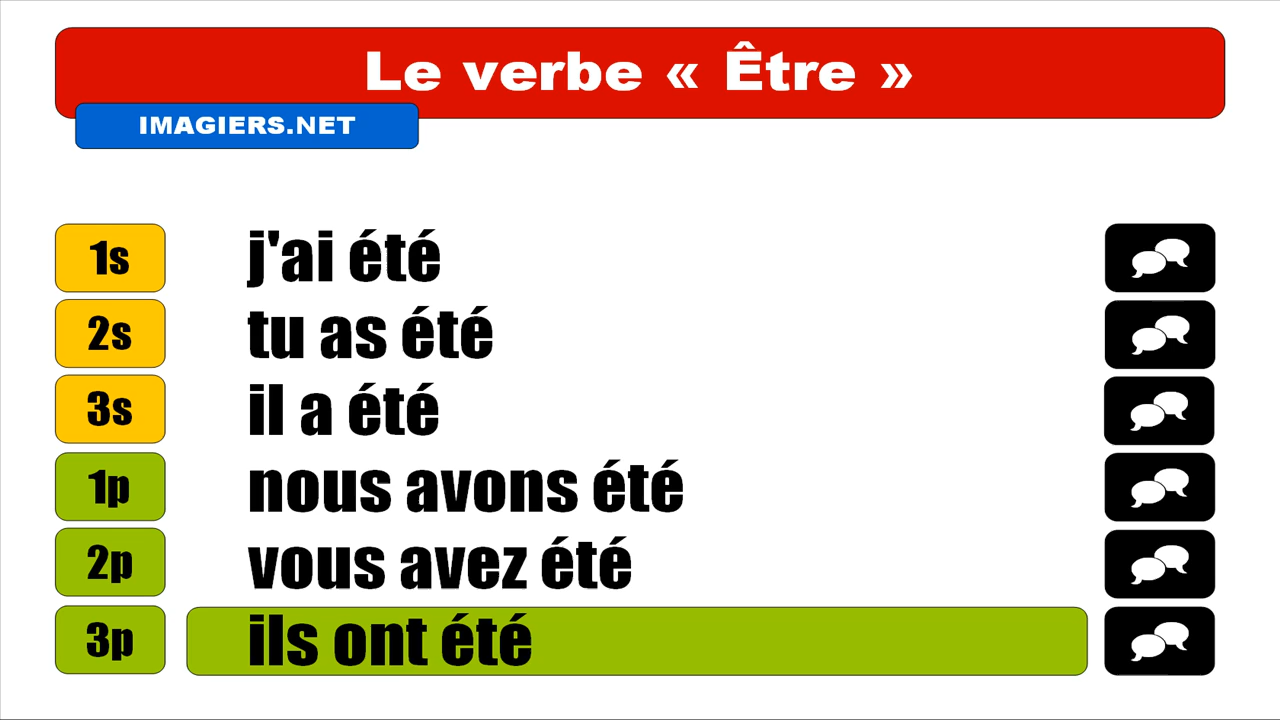 Le verbe « Être »
IMAGIERS.NET
1s j'ai été
2s tu as été
3s il a été
1p nous avons été
2p vous avez été
3p ils ont été